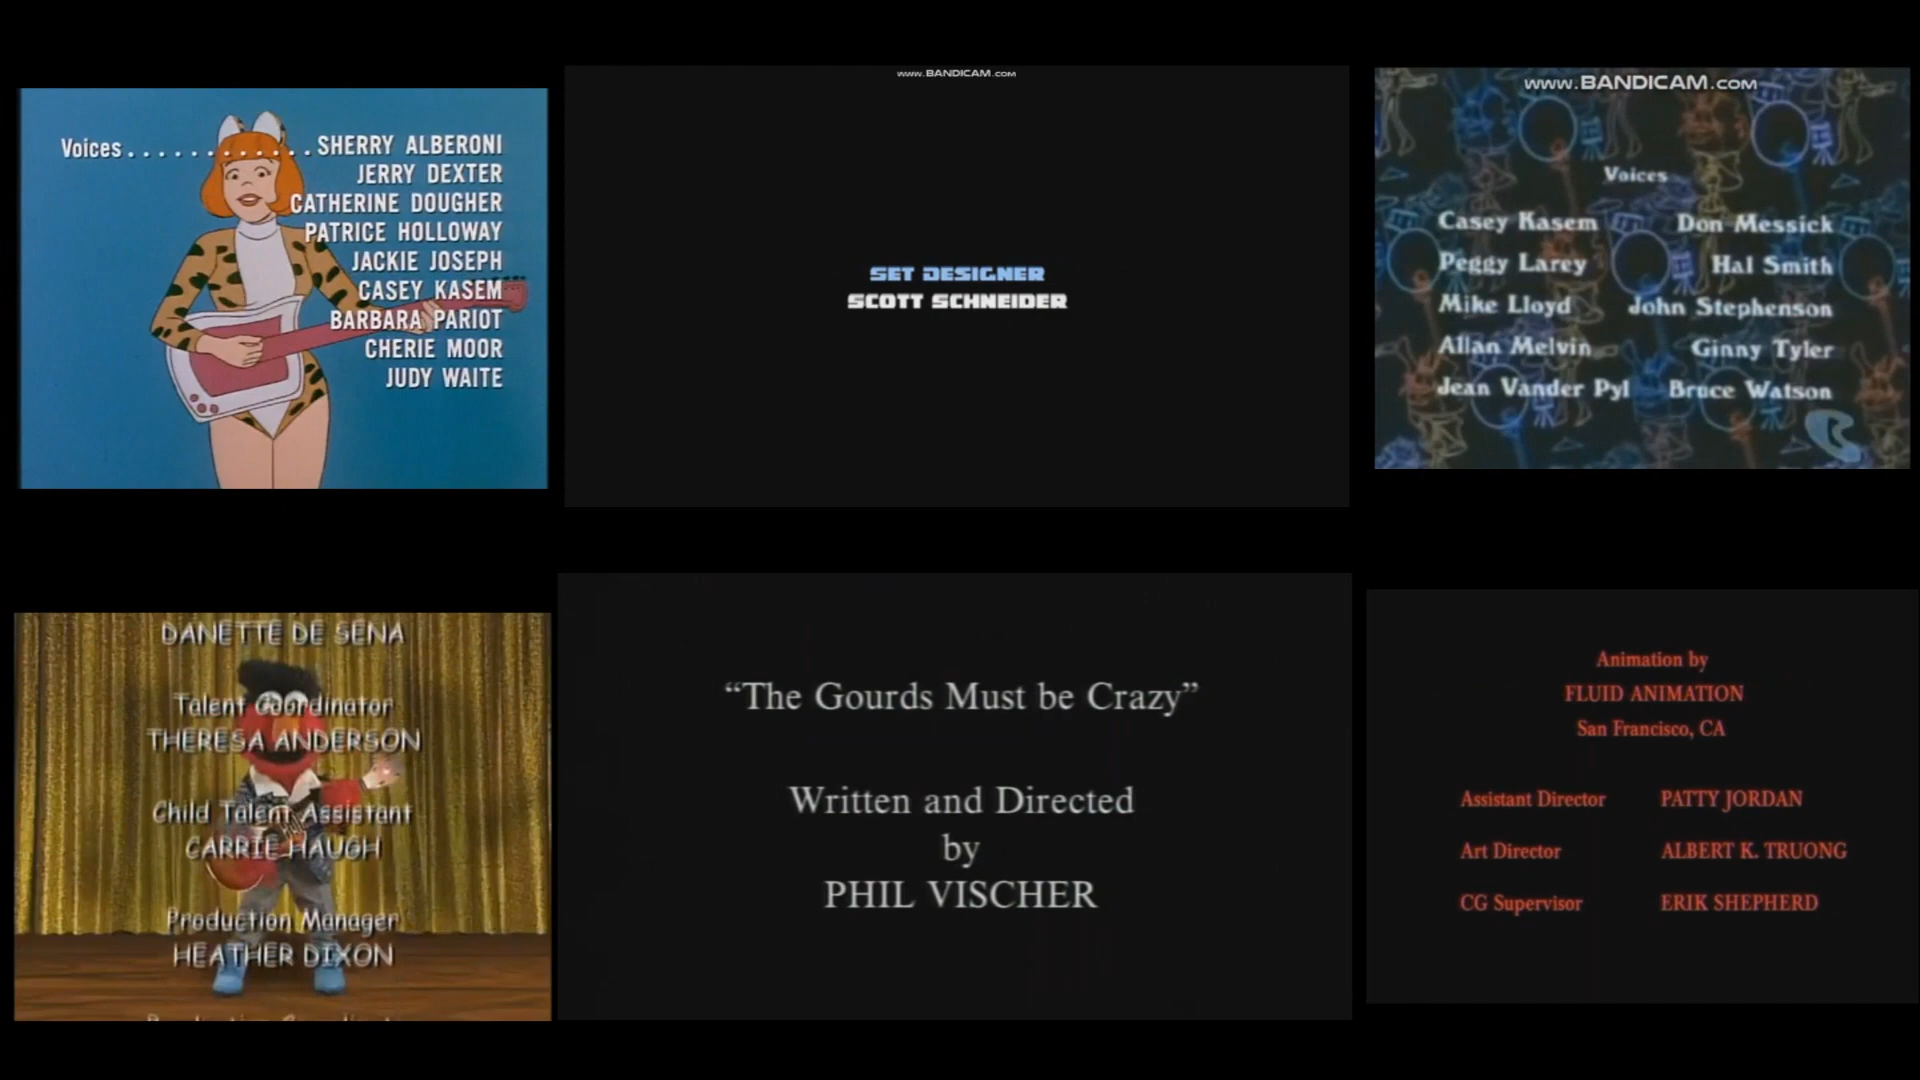 Voices.............SHERRY ALBERONI
JERRY DEXTER
CATHERINE DOUGHER
PATRICE HOLLOWAY
JACKIE JOSEPH
CASEY KASEM
BARBARA PARIOT
CHERIE MOOR
JUDY WAITE
www.BANDICAM.com
SET DESIGNER
SCOTT SCHNEIDER
www.BANDICAM.com
Voices
Casey Kasem Don Messick
Peggy Larey Hal Smith
Mike Lloyd John Stephenson
Allan Melvin Ginny Tyler
Jean Vander Pyl Bruce Watson
DANETTE DE SENA
Talent Coordinator
THERESA ANDERSON
Child Talent Assistant
CARRIE HAUGH
Production Manager
HEATHER DIXON
“The Gourds Must be Crazy”
Written and Directed
by
PHIL VISCHER
Animation by
FLUID ANIMATION
San Francisco, CA
Assistant Director PATTY JORDAN
Art Director ALBERT K. TRUONG
CG Supervisor ERIK SHEPHERD